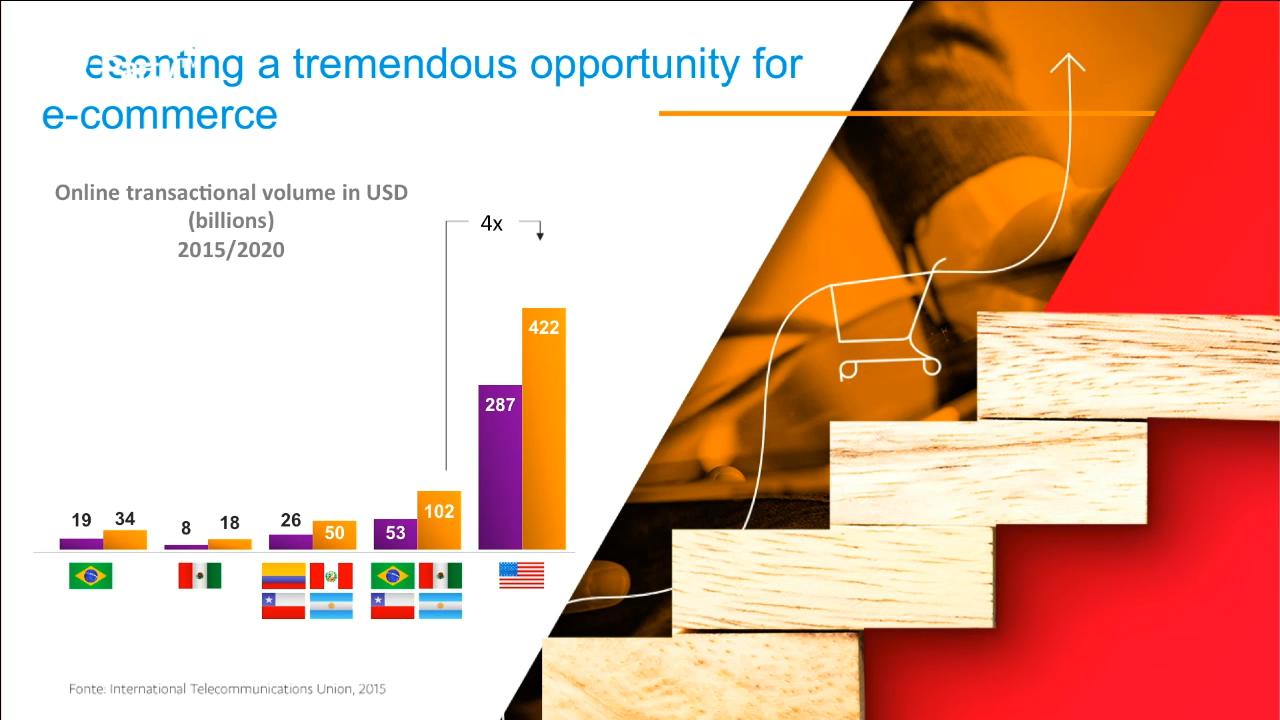 esenting a tremendous opportunity for
e-commerce
Online transactional volume in USD
(billions)
2015/2020
4x
422
287
102
19
34
8
18
26
50
53
Fonte: International Telecommunications Union, 2015